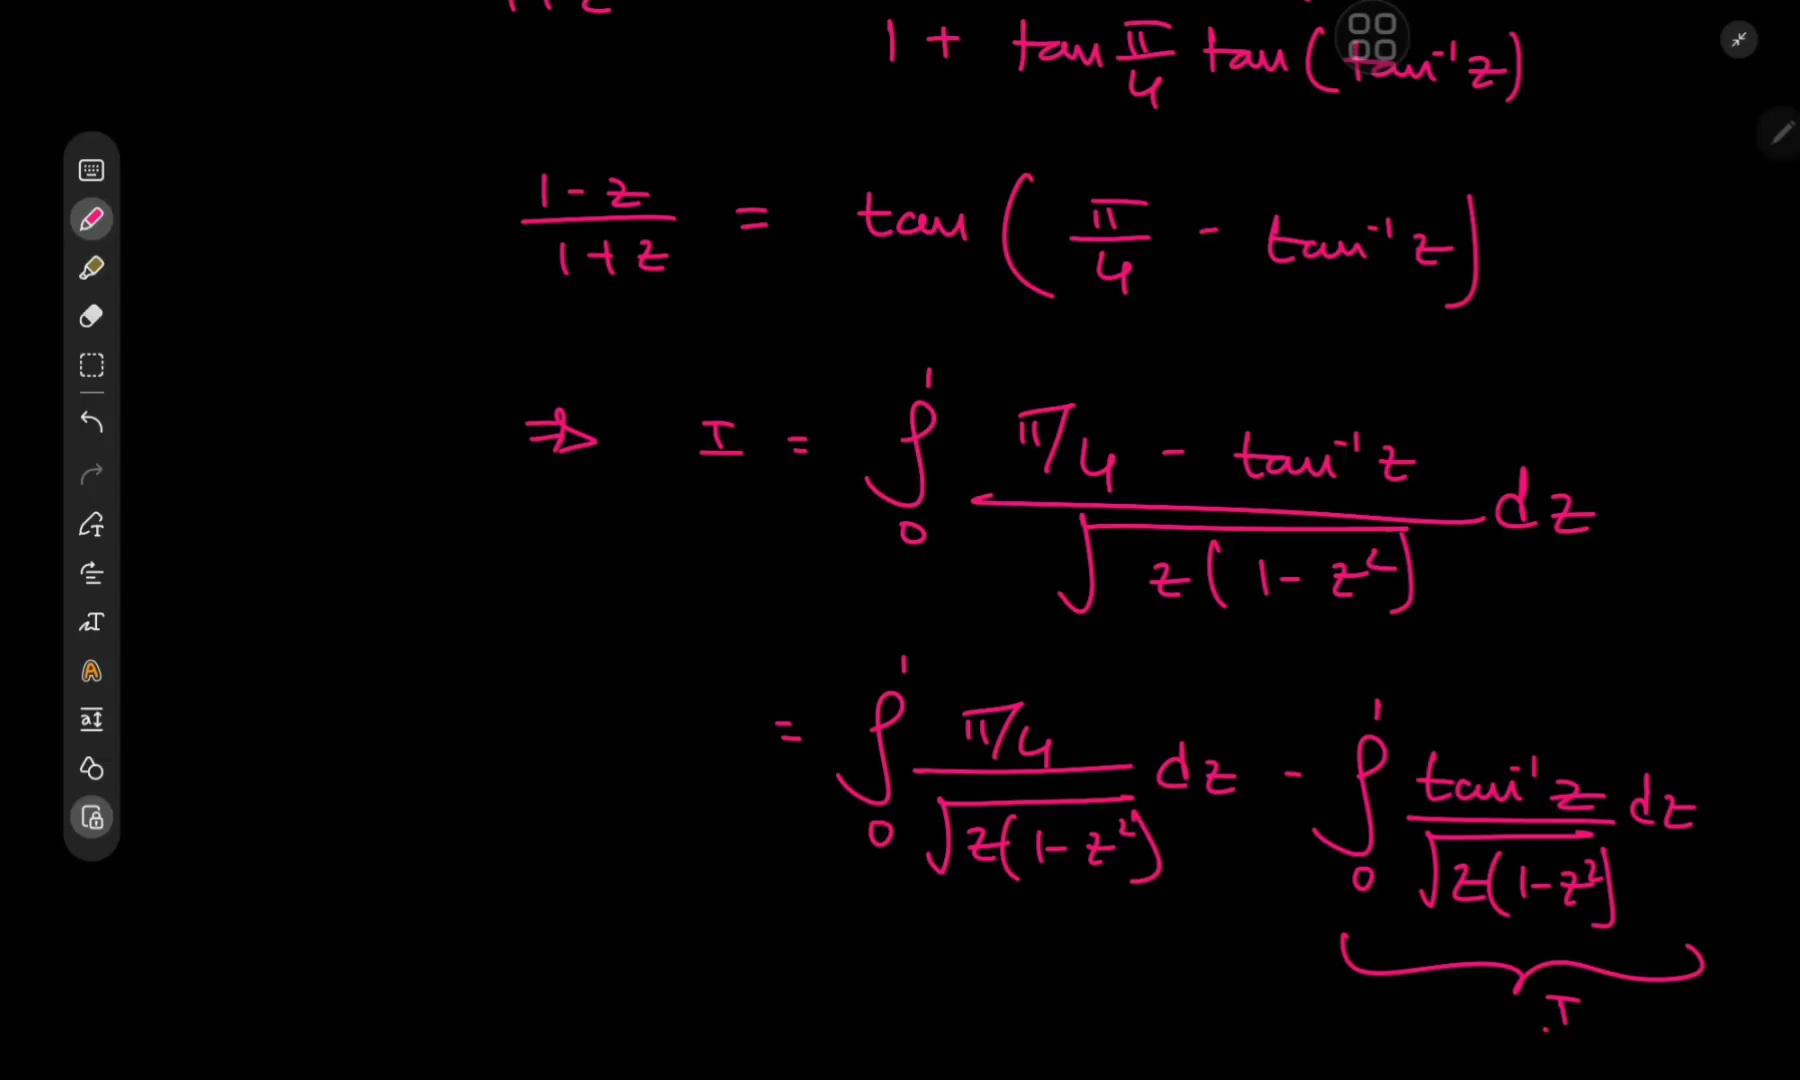 1 + tan π/4 tan(tan⁻¹z)
(1-z)/(1+z) = tan(π/4 - tan⁻¹z)
⇒ I = ∫₀¹ (π/4 - tan⁻¹z)/√(z(1-z²)) dz
= ∫₀¹ (π/4)/√(z(1-z²)) dz - ∫₀¹ (tan⁻¹z)/√(z(1-z²)) dz
I